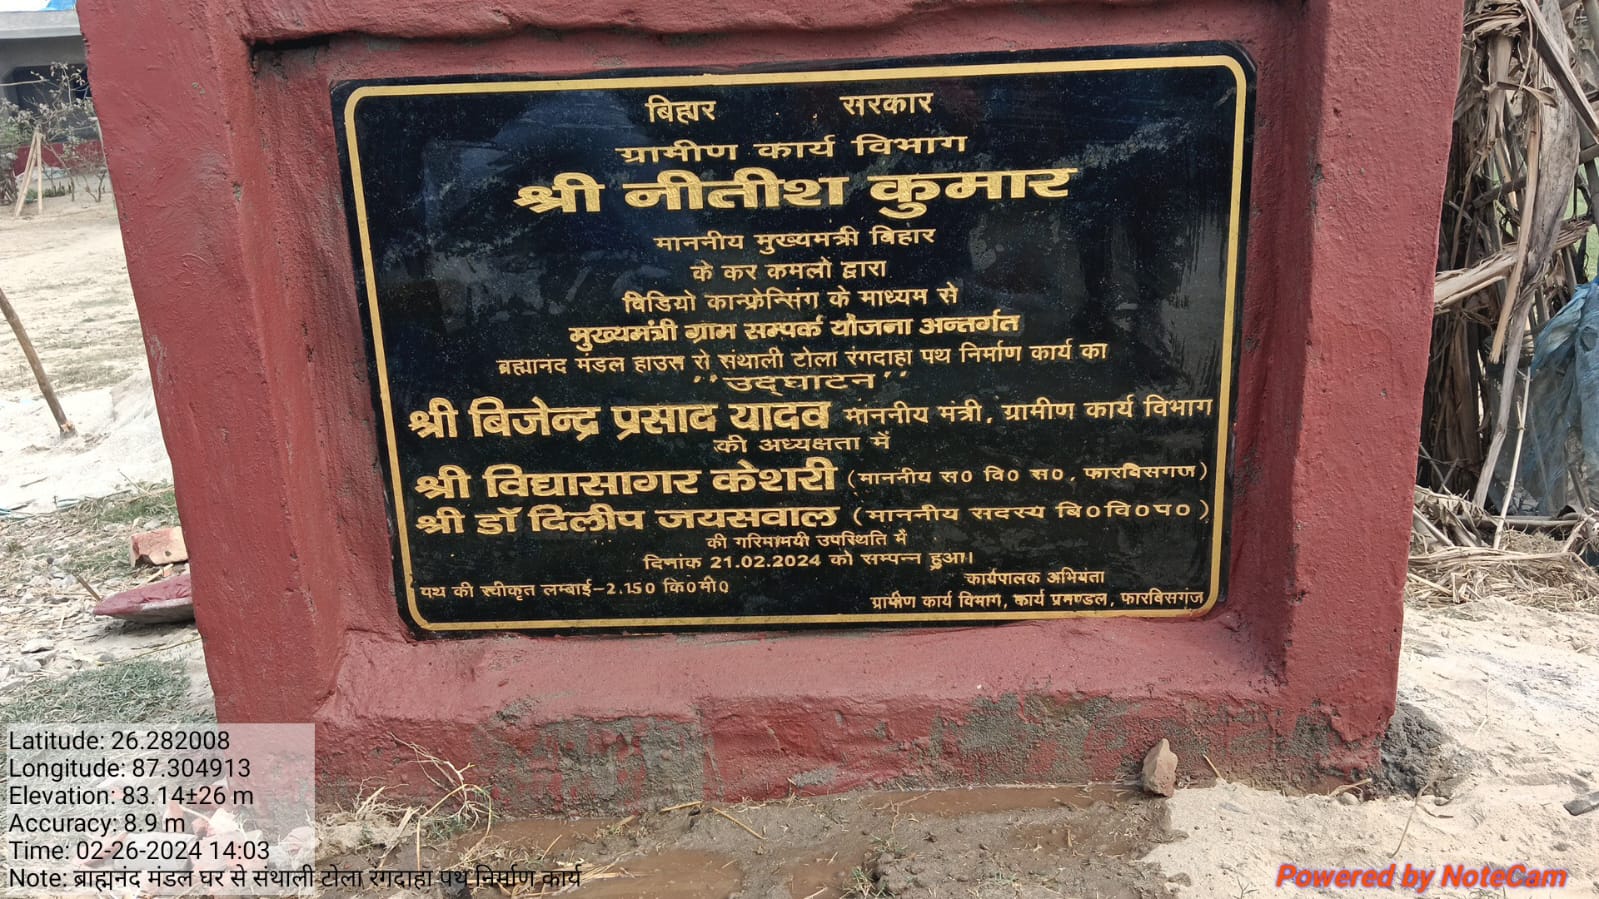 बिहार सरकार
ग्रामीण कार्य विभाग
श्री नीतीश कुमार
माननीय मुख्यमंत्री बिहार
के कर कमलों द्वारा
विडियो कान्फ्रेन्सिंग के माध्यम से
मुख्यमंत्री ग्राम सम्पर्क योजना अन्तर्गत
ब्रह्मानंद मंडल हाउस से संथाली टोला रंगदाहा पथ निर्माण कार्य का
''उद्घाटन''
श्री बिजेन्द्र प्रसाद यादव माननीय मंत्री, ग्रामीण कार्य विभाग
की अध्यक्षता में
श्री विद्यासागर केशरी (माननीय स० वि० स०, फारबिसगंज)
श्री डॉ दिलीप जयसवाल (माननीय सदस्य बि०वि०प०)
की गरिमामयी उपस्थिति में
दिनांक 21.02.2024 को सम्पन्न हुआ।
पथ की स्वीकृत लम्बाई-2.150 कि०मी०
कार्यपालक अभियंता
ग्रामीण कार्य विभाग, कार्य प्रमण्डल, फारबिसगंज
Latitude: 26.282008
Longitude: 87.304913
Elevation: 83.14±26 m
Accuracy: 8.9 m
Time: 02-26-2024 14:03
Note: ब्राह्मनंद मंडल घर से संथाली टोला रंगदाहा पथ निर्माण कार्य
Powered by NoteCam